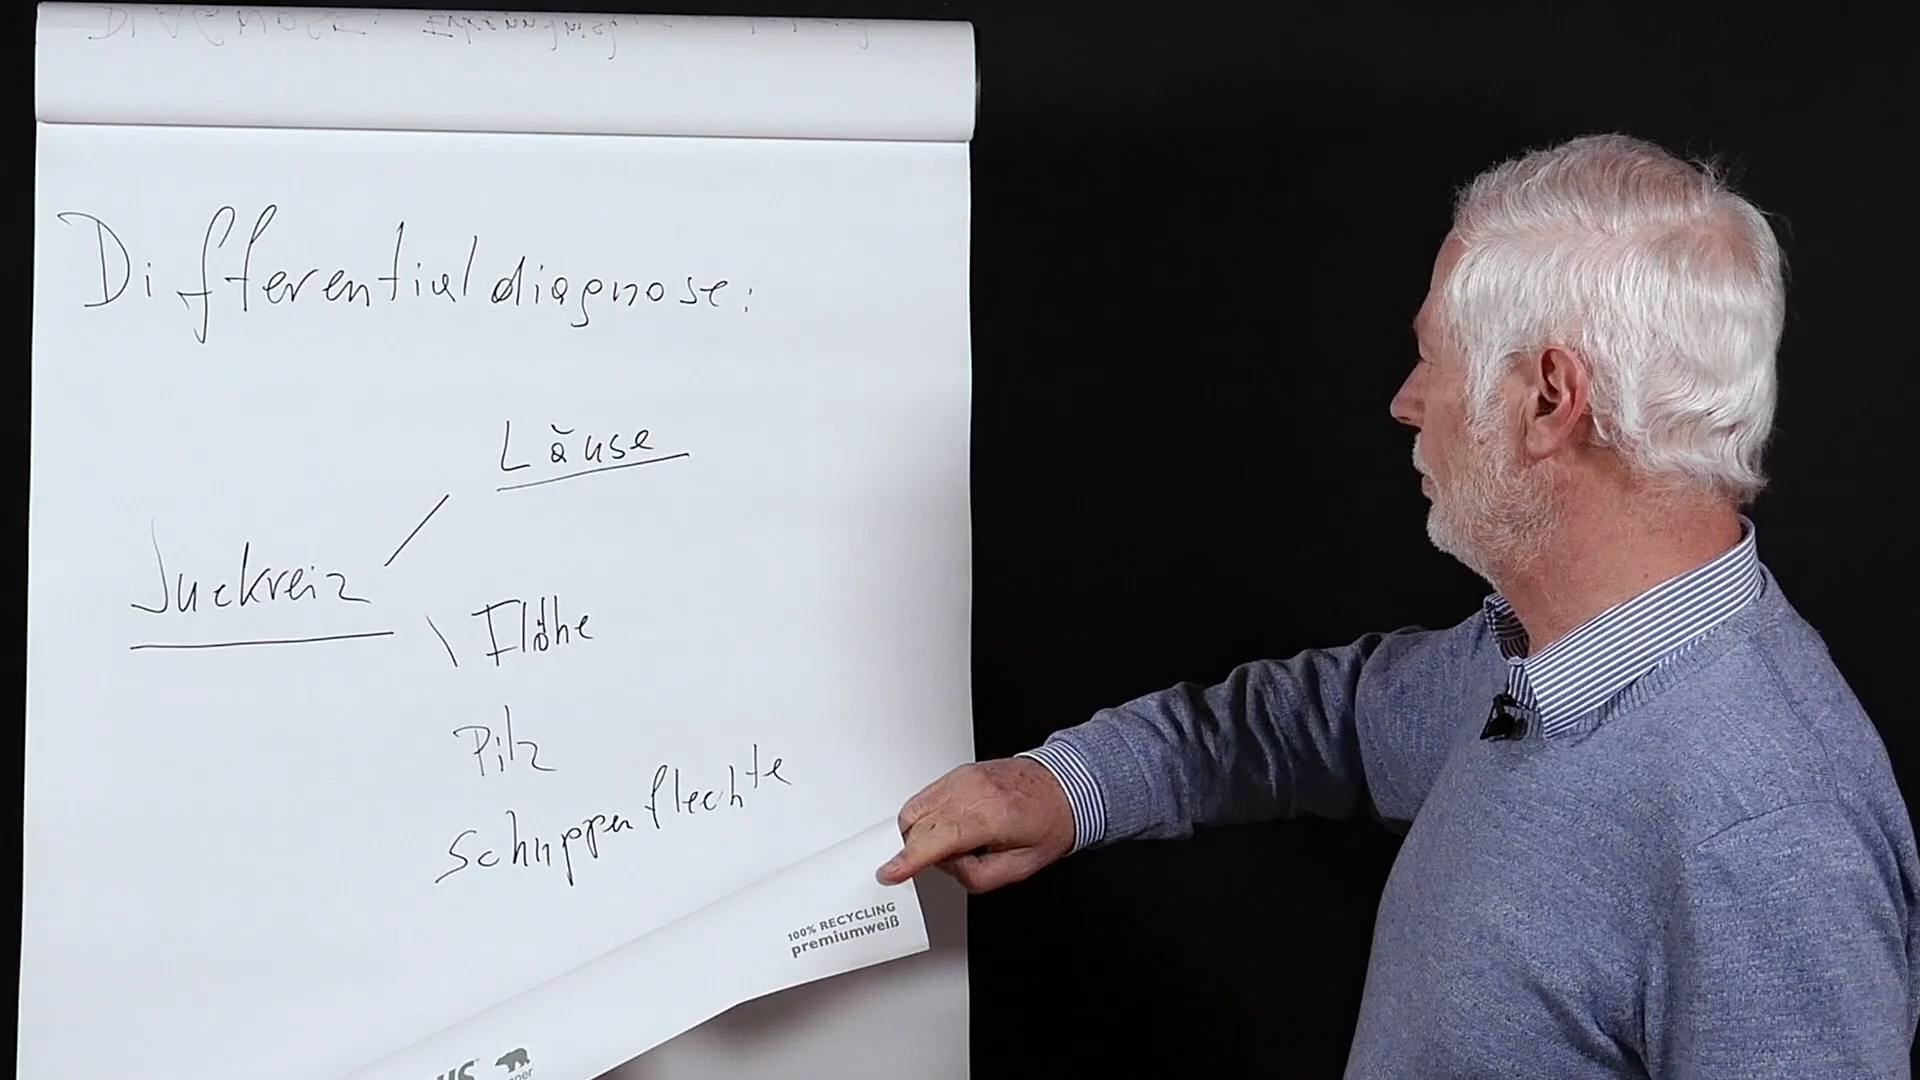 Differentialdiagnose:
Läuse
Juckreiz
Flöhe
Pilz
Schuppenflechte
100% RECYCLING
premiumweiß